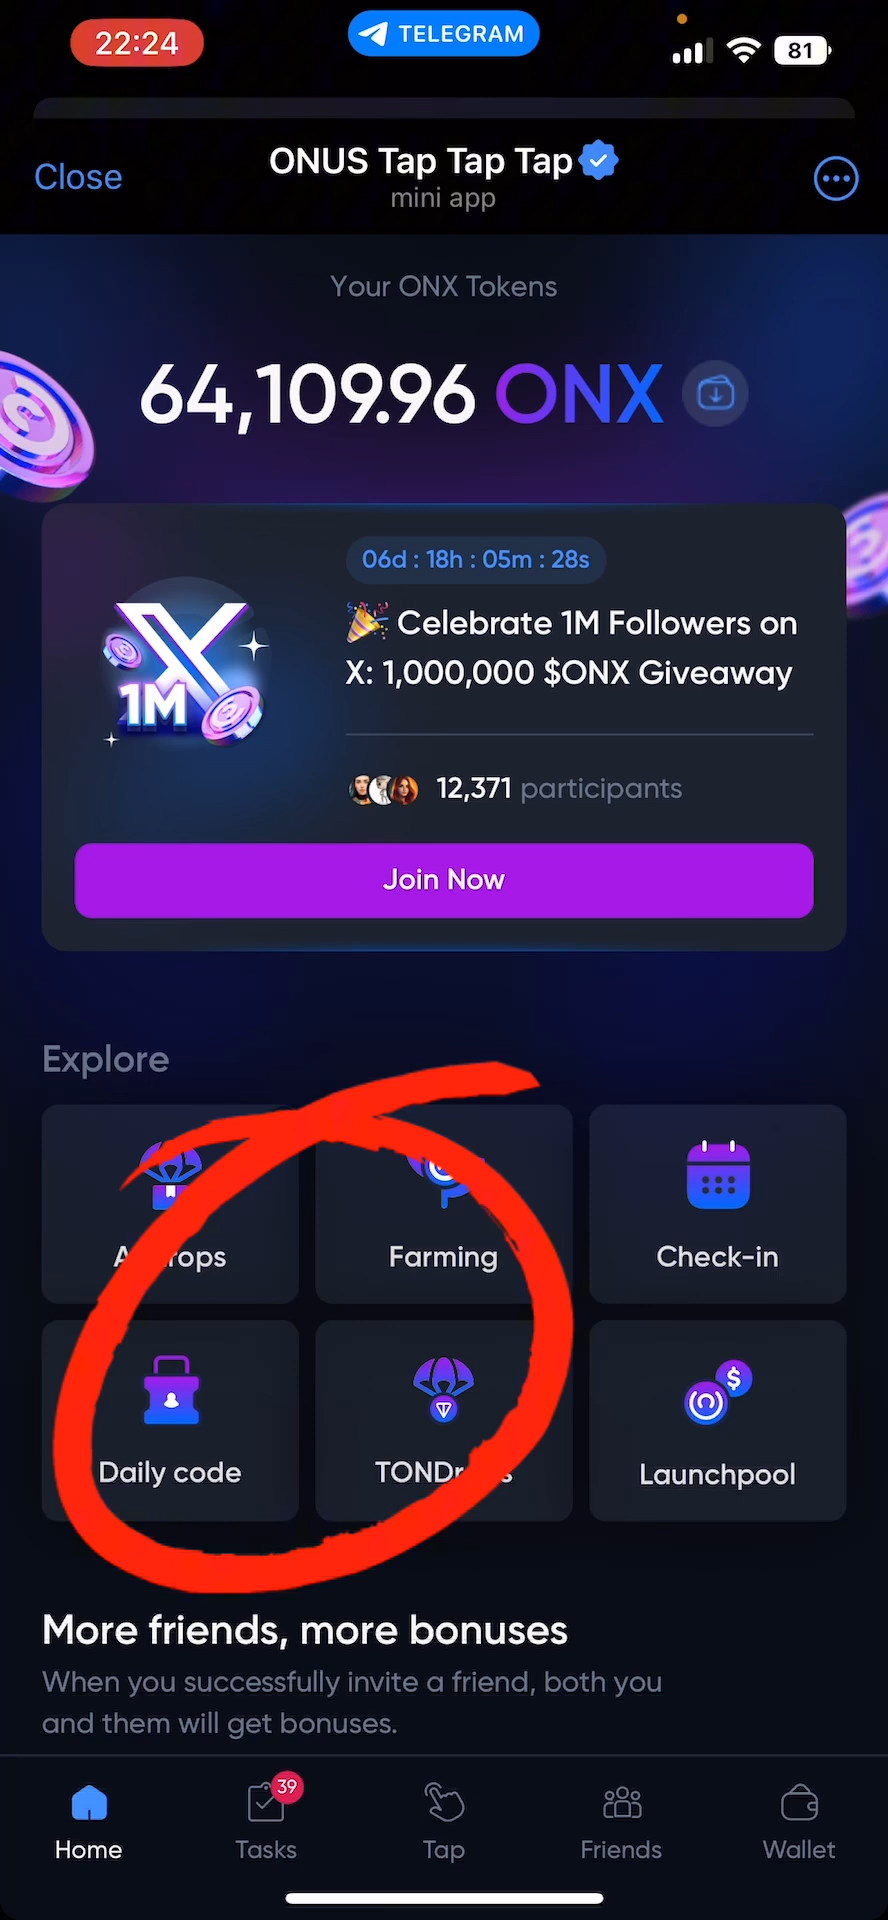 22:24
TELEGRAM
81
Close
ONUS Tap Tap Tap
mini app
Your ONX Tokens
64,109.96 ONX
06d : 18h : 05m : 28s
Celebrate 1M Followers on
X: 1,000,000 $ONX Giveaway
X
1M
12,371 participants
Join Now
Explore
Farming
Check-in
Daily code
Launchpool
More friends, more bonuses
When you successfully invite a friend, both you
and them will get bonuses.
39
Home
Tasks
Tap
Friends
Wallet